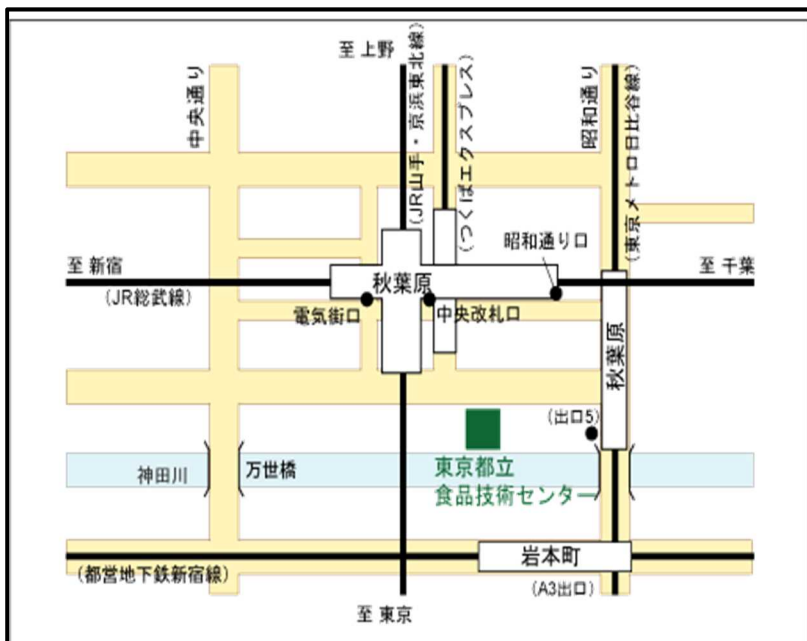 至 上野
中央通り
(JR山手・京浜東北線)
(つくばエクスプレス)
昭和通り
(東京メトロ日比谷線)
昭和通り口
至 新宿
(JR総武線)
秋葉原
至 千葉
電気街口
中央改札口
秋葉原
(出口5)
神田川
万世橋
東京都立
食品技術センター
岩本町
(都営地下鉄新宿線)
(A3出口)
至 東京